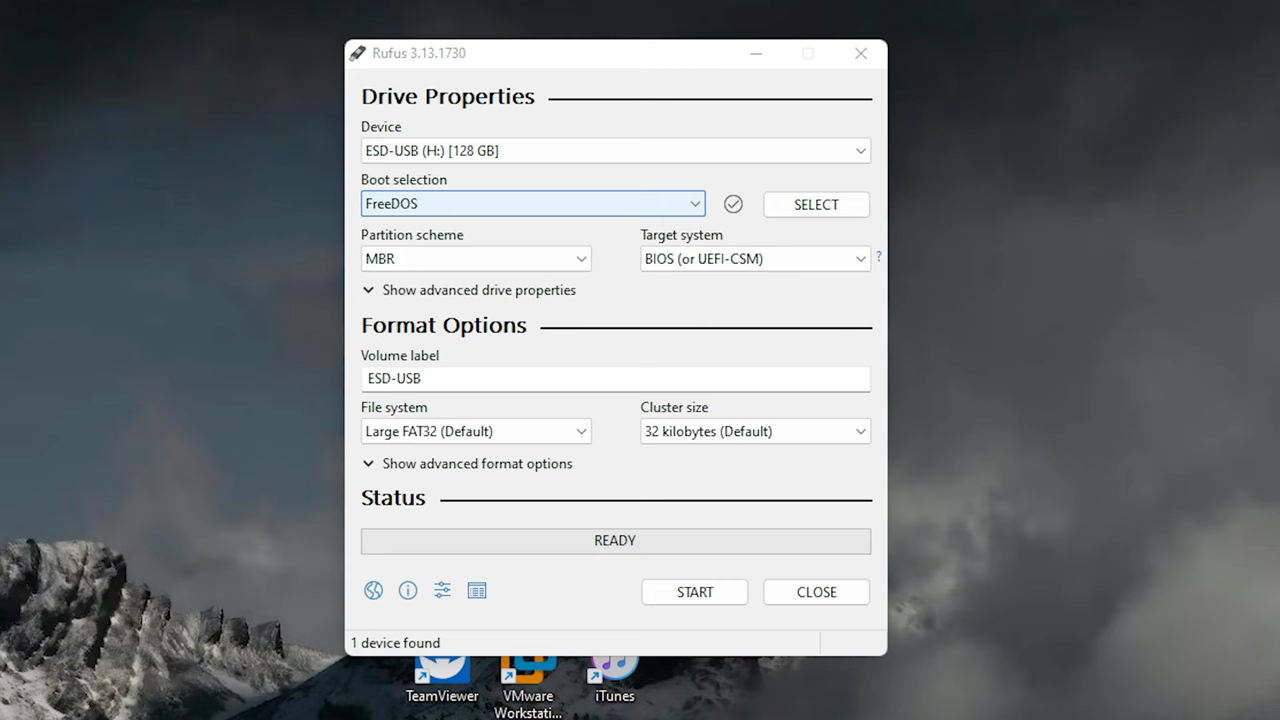 Rufus 3.13.1730
Drive Properties
Device
ESD-USB (H:) [128 GB]
Boot selection
FreeDOS
SELECT
Partition scheme
Target system
MBR
BIOS (or UEFI-CSM)
?
Show advanced drive properties
Format Options
Volume label
ESD-USB
File system
Cluster size
Large FAT32 (Default)
32 kilobytes (Default)
Show advanced format options
Status
READY
START
CLOSE
1 device found
TeamViewer
VMware
Workstati...
iTunes